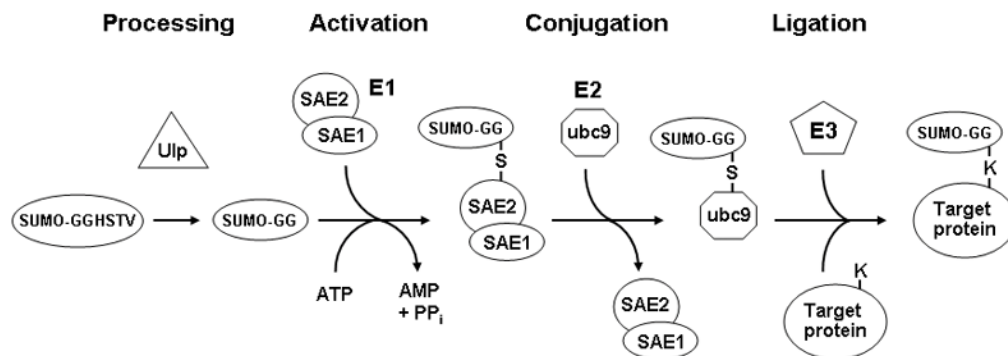 Processing
Activation
Conjugation
Ligation
Ulp
SUMO-GGHSTV
SUMO-GG
E1
SAE2
SAE1
ATP
AMP
+ PPi
SUMO-GG
S
SAE2
SAE1
E2
ubc9
SAE2
SAE1
SUMO-GG
S
ubc9
E3
K
Target
protein
SUMO-GG
K
Target
protein